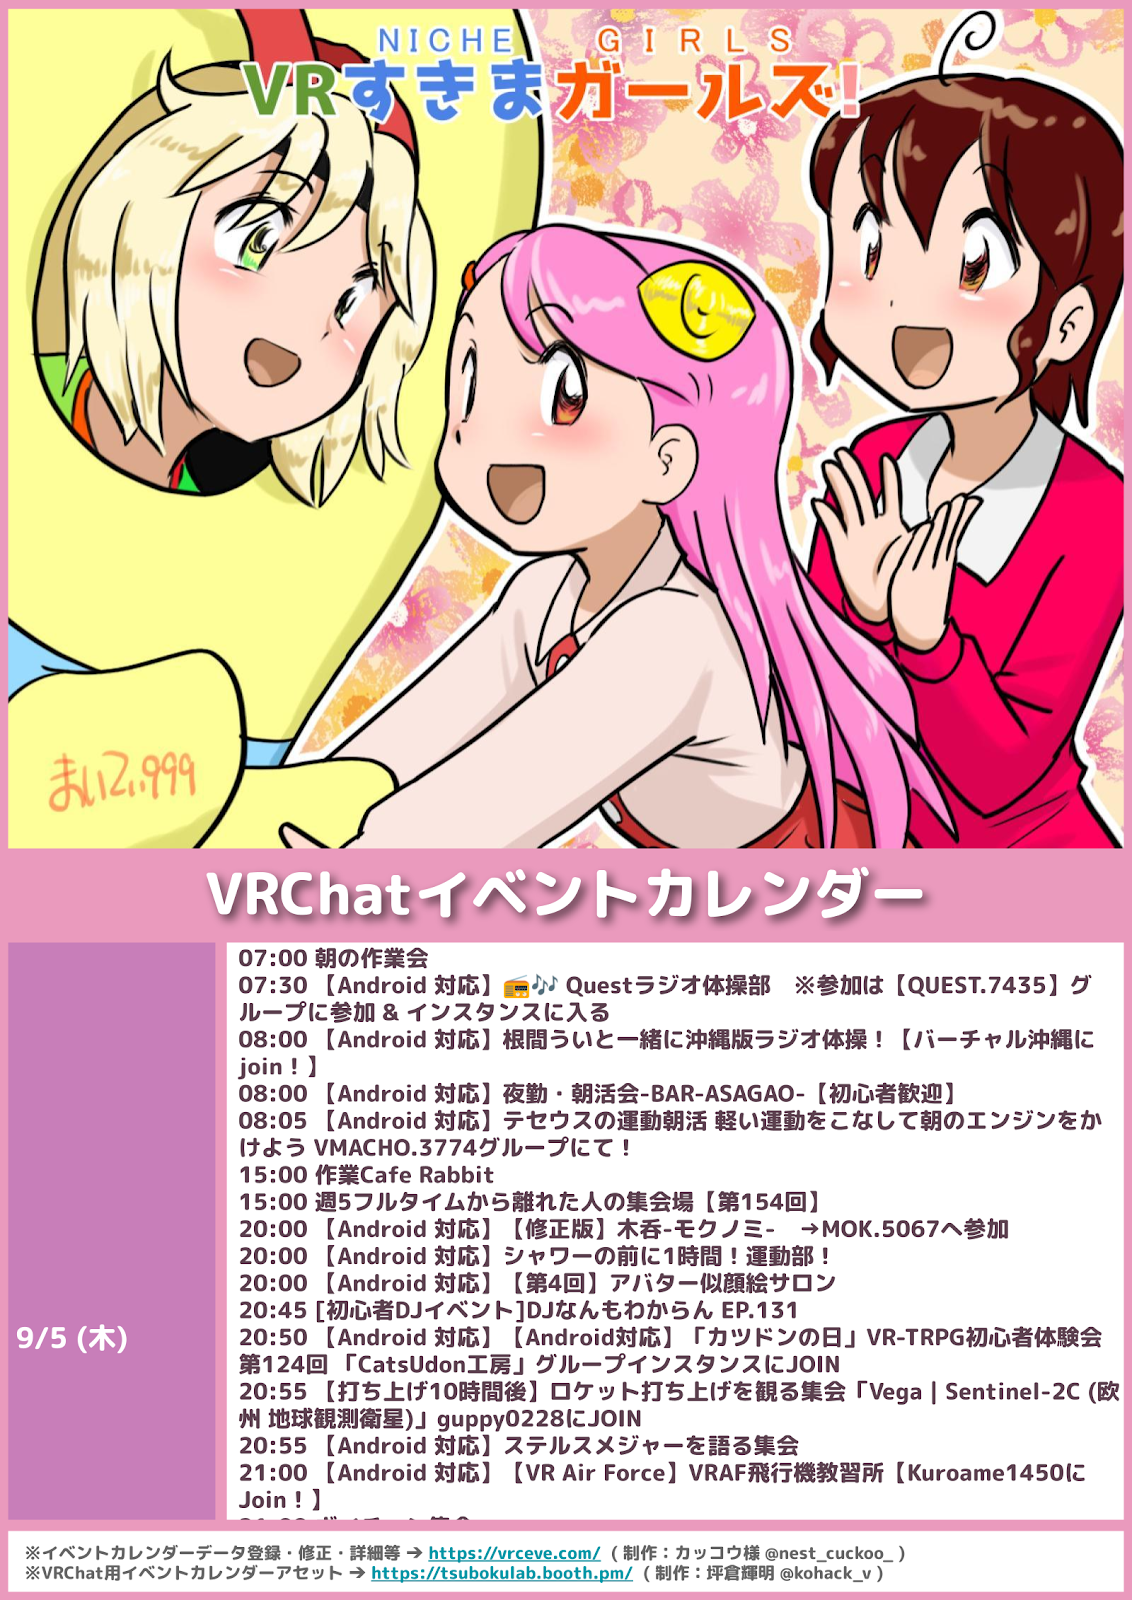 NICHE GIRLS
VRすきまガールズ!
まいてぃ999
VRChatイベントカレンダー
9/5 (木)
07:00 朝の作業会
07:30 【Android 対応】📻🎶 Questラジオ体操部　※参加は【QUEST.7435】グ
ループに参加 & インスタンスに入る
08:00 【Android 対応】根間ういと一緒に沖縄版ラジオ体操！【バーチャル沖縄に
join！】
08:00 【Android 対応】夜勤・朝活会-BAR-ASAGAO-【初心者歓迎】
08:05 【Android 対応】テセウスの運動朝活 軽い運動をこなして朝のエンジンをか
けよう VMACHO.3774グループにて！
15:00 作業Cafe Rabbit
15:00 週5フルタイムから離れた人の集会場【第154回】
20:00 【Android 対応】【修正版】木呑-モクノミ-　→MOK.5067へ参加
20:00 【Android 対応】シャワーの前に1時間！運動部！
20:00 【Android 対応】【第4回】アバター似顔絵サロン
20:45 [初心者DJイベント]DJなんもわからん EP.131
20:50 【Android 対応】【Android対応】「カツドンの日」VR-TRPG初心者体験会
第124回 「CatsUdon工房」グループインスタンスにJOIN
20:55 【打ち上げ10時間後】ロケット打ち上げを観る集会「Vega | Sentinel-2C (欧
州 地球観測衛星)」guppy0228にJOIN
20:55 【Android 対応】ステルスメジャーを語る集会
21:00 【Android 対応】【VR Air Force】VRAF飛行機教習所【Kuroame1450に
Join！】
※イベントカレンダーデータ登録・修正・詳細等 → https://vrceve.com/ ( 制作：カッコウ様 @nest_cuckoo_ )
※VRChat用イベントカレンダーアセット → https://tsubokulab.booth.pm/ ( 制作：坪倉輝明 @kohack_v )